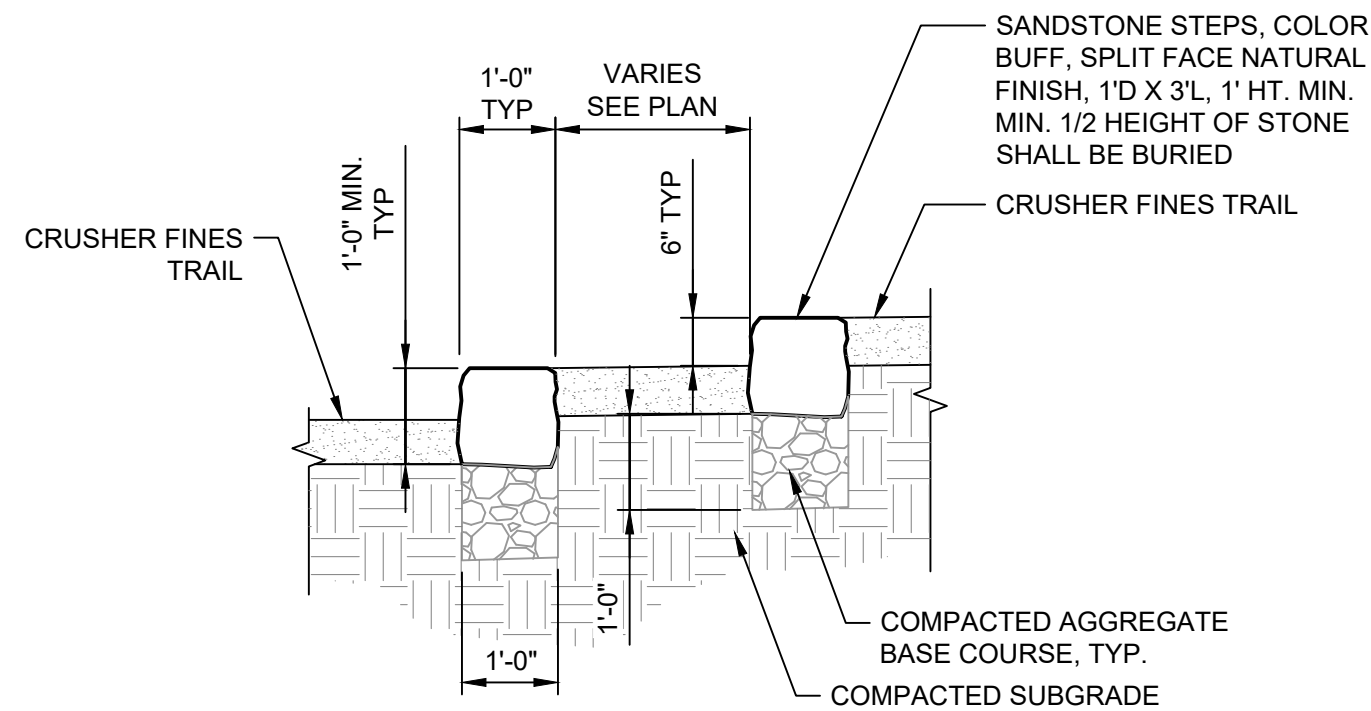 SANDSTONE STEPS, COLOR
BUFF, SPLIT FACE NATURAL
FINISH, 1'D X 3'L, 1' HT. MIN.
MIN. 1/2 HEIGHT OF STONE
SHALL BE BURIED
1'-0"
TYP
VARIES
SEE PLAN
1'-0" MIN.
TYP
6" TYP
CRUSHER FINES TRAIL
CRUSHER FINES
TRAIL
1'-0"
1'-0"
COMPACTED AGGREGATE
BASE COURSE, TYP.
COMPACTED SUBGRADE